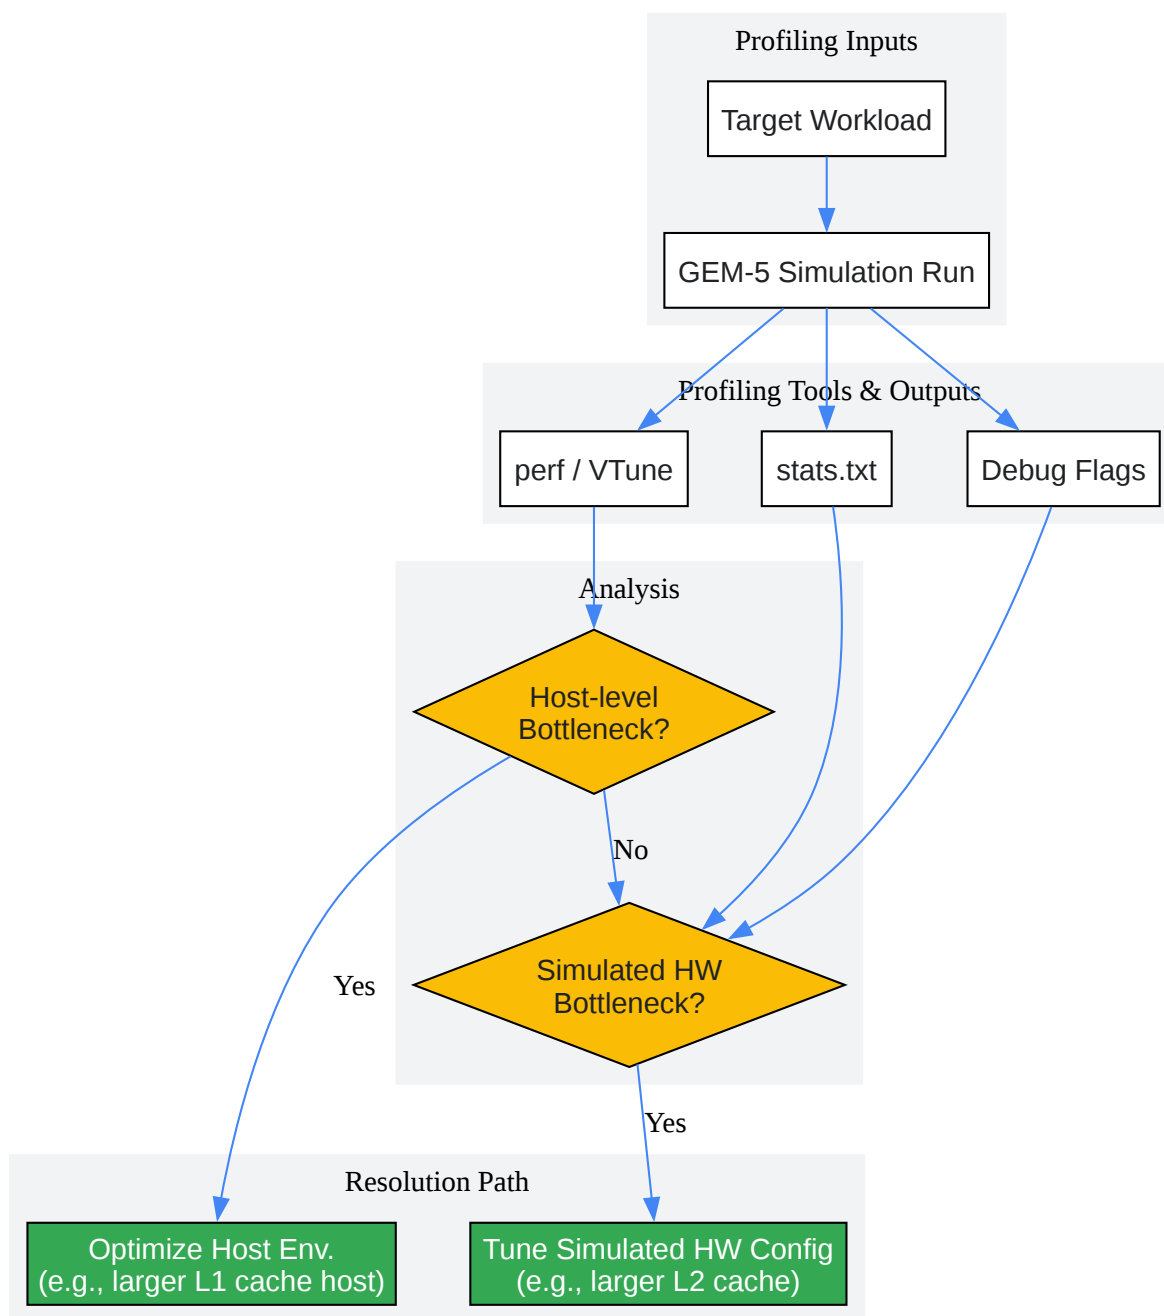 Profiling Inputs
Target Workload
GEM-5 Simulation Run
Profiling Tools & Outputs
perf / VTune
stats.txt
Debug Flags
Analysis
Host-level
Bottleneck?
No
Simulated HW
Bottleneck?
Yes
Yes
Resolution Path
Optimize Host Env.
(e.g., larger L1 cache host)
Tune Simulated HW Config
(e.g., larger L2 cache)